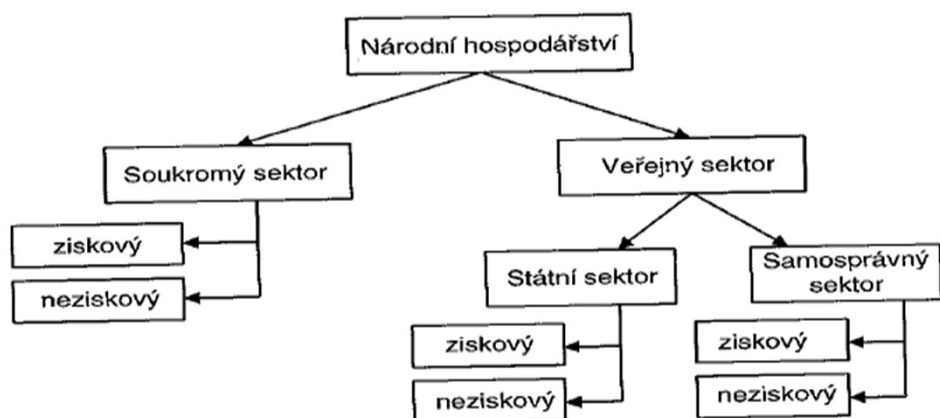 Národní hospodářství
Soukromý sektor
Veřejný sektor
ziskový
neziskový
Státní sektor
Samosprávný
sektor
ziskový
neziskový
ziskový
neziskový